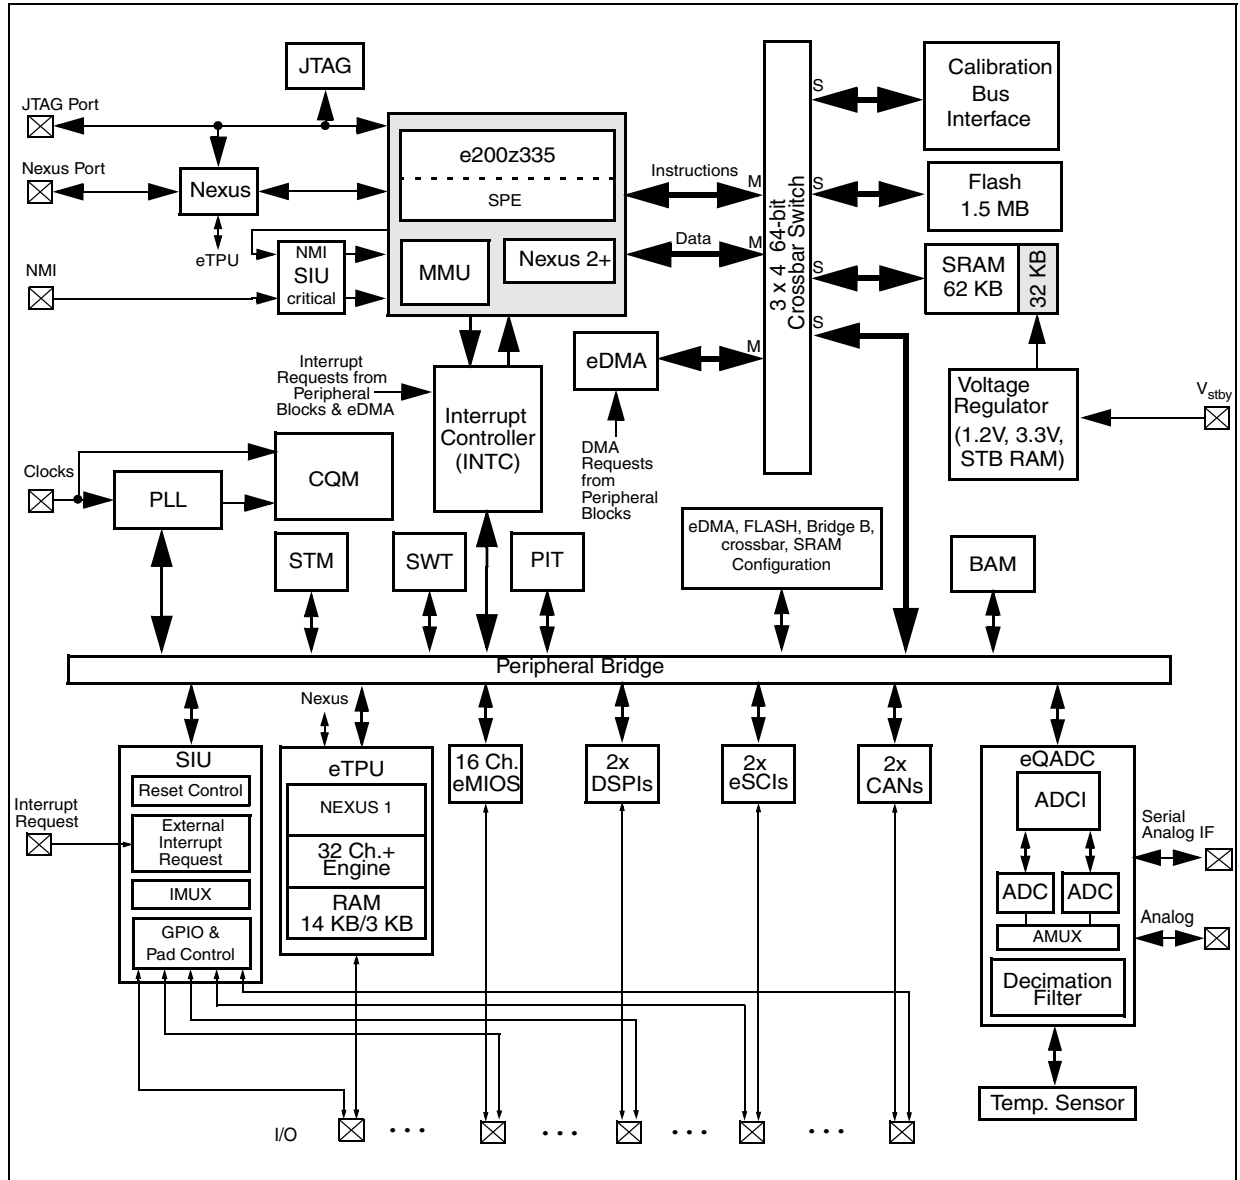 JTAG
JTAG Port
Nexus Port
Nexus
eTPU
NMI
NMI
SIU
critical
e200z335
SPE
MMU
Nexus 2+
Instructions
M
Data
M
M
3 x 4 64-bit
Crossbar Switch
S
S
S
S
Calibration
Bus
Interface
Flash
1.5 MB
SRAM
62 KB
32 KB
Voltage
Regulator
(1.2V, 3.3V,
STB RAM)
Vstby
Interrupt
Requests from
Peripheral
Blocks & eDMA
Interrupt
Controller
(INTC)
eDMA
DMA
Requests
from
Peripheral
Blocks
Clocks
PLL
CQM
STM
SWT
PIT
eDMA, FLASH, Bridge B,
crossbar, SRAM
Configuration
BAM
Peripheral Bridge
SIU
Reset Control
External
Interrupt
Request
IMUX
GPIO &
Pad Control
Interrupt
Request
Nexus
eTPU
NEXUS 1
32 Ch.+
Engine
RAM
14 KB/3 KB
16 Ch.
eMIOS
2x
DSPIs
2x
eSCIs
2x
CANs
eQADC
ADCI
ADC
ADC
AMUX
Decimation
Filter
Serial
Analog IF
Analog
Temp. Sensor
I/O
. . .
. . .
. . .
. . .